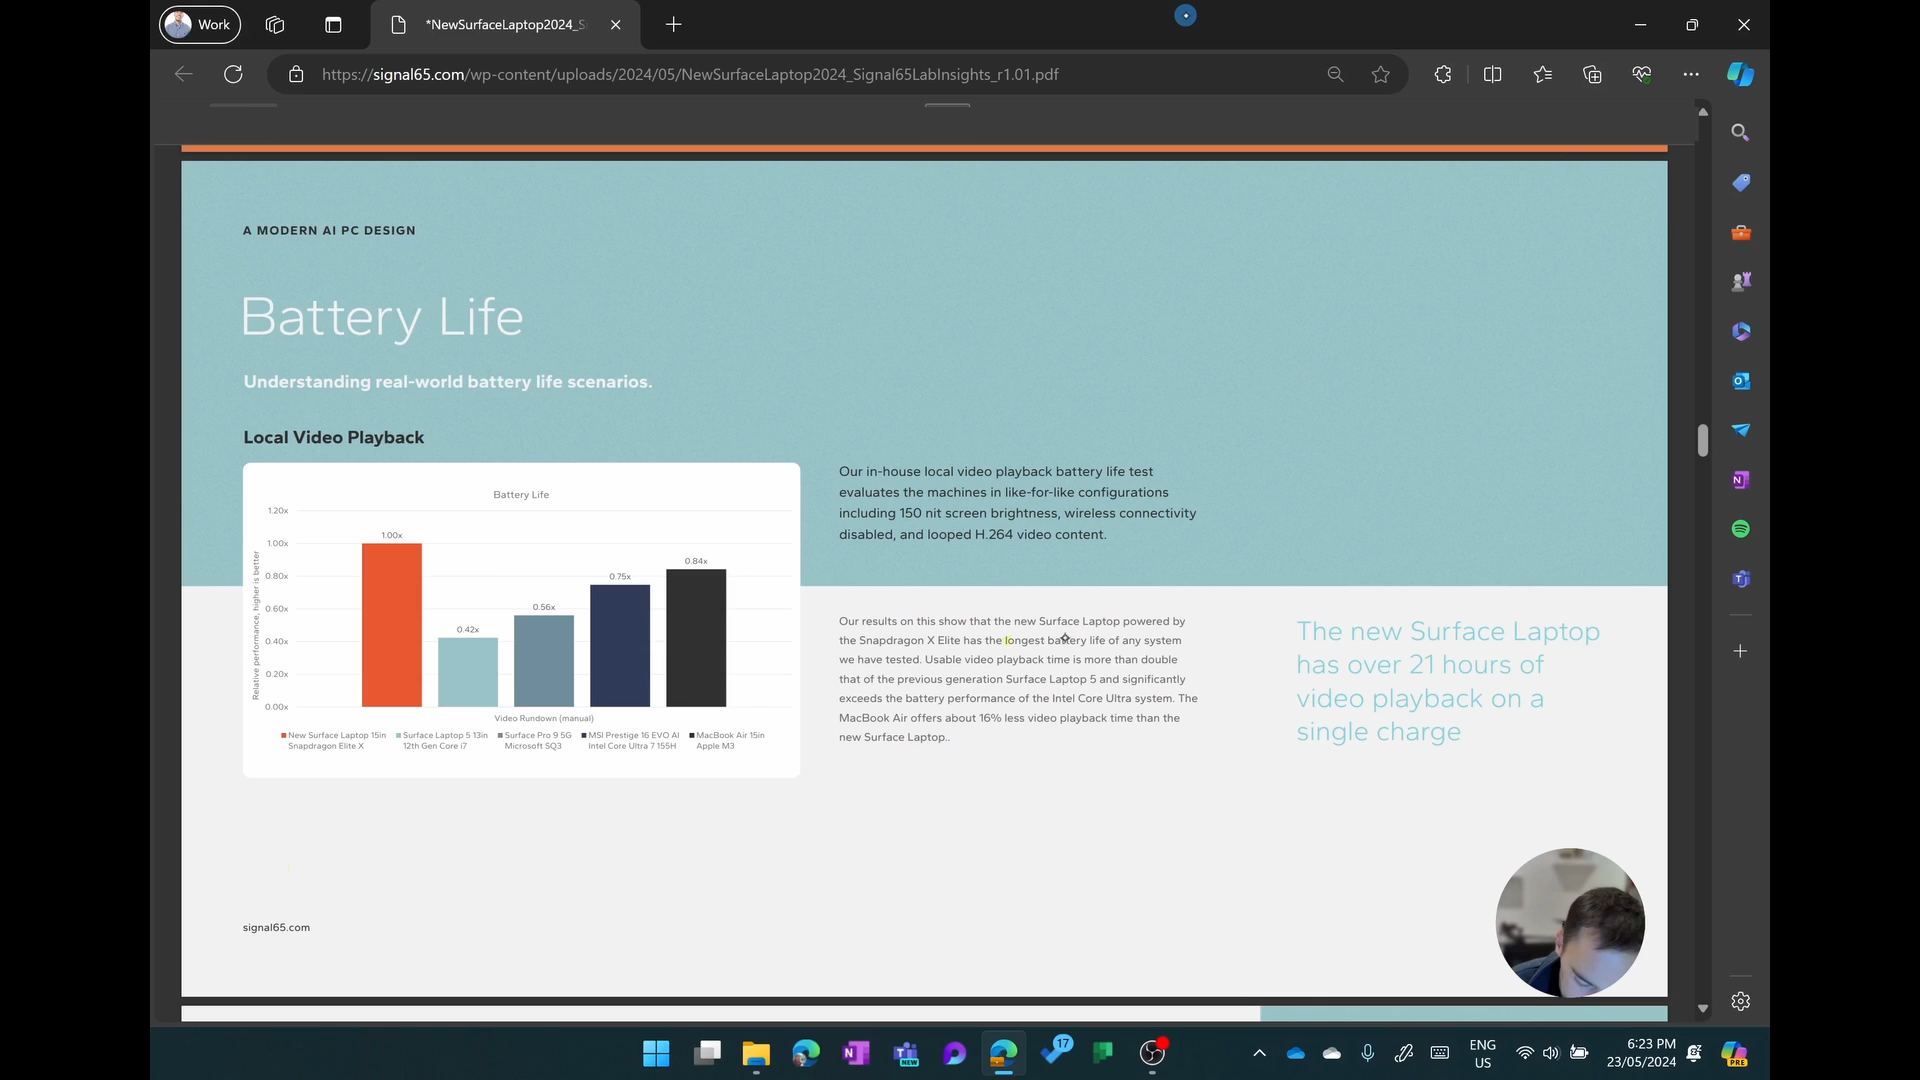 Work
*NewSurfaceLaptop2024_S
https://signal65.com/wp-content/uploads/2024/05/NewSurfaceLaptop2024_Signal65LabInsights_r1.01.pdf
A MODERN AI PC DESIGN
Battery Life
Understanding real-world battery life scenarios.
Local Video Playback
Battery Life
1.20x
1.00x
0.80x
0.60x
0.40x
0.20x
0.00x
Relative performance, higher is better
1.00x
0.42x
0.56x
0.75x
0.84x
Video Rundown (manual)
New Surface Laptop 15in
Snapdragon Elite X
Surface Laptop 5 13in
12th Gen Core i7
Surface Pro 9 5G
Microsoft SQ3
MSI Prestige 16 EVO AI
Intel Core Ultra 7 155H
MacBook Air 15in
Apple M3
Our in-house local video playback battery life test
evaluates the machines in like-for-like configurations
including 150 nit screen brightness, wireless connectivity
disabled, and looped H.264 video content.
Our results on this show that the new Surface Laptop powered by
the Snapdragon X Elite has the longest battery life of any system
we have tested. Usable video playback time is more than double
that of the previous generation Surface Laptop 5 and significantly
exceeds the battery performance of the Intel Core Ultra system. The
MacBook Air offers about 16% less video playback time than the
new Surface Laptop..
The new Surface Laptop
has over 21 hours of
video playback on a
single charge
signal65.com
NEW
17
ENG
US
6:23 PM
23/05/2024
PRE